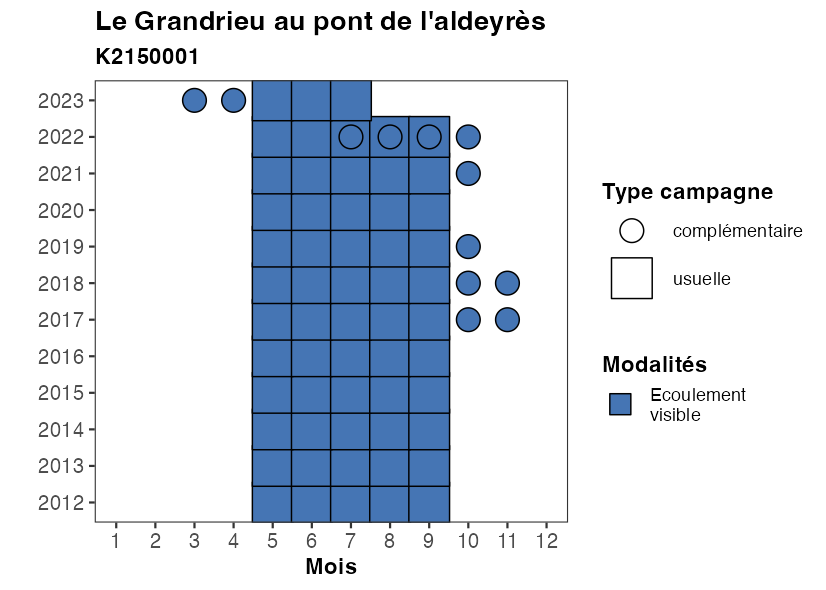 Le Grandrieu au pont de l'aldeyrès
K2150001
2023
2022
2021
2020
2019
2018
2017
2016
2015
2014
2013
2012
1 2 3 4 5 6 7 8 9 10 11 12
Mois
Type campagne
complémentaire
usuelle
Modalités
Ecoulement
visible